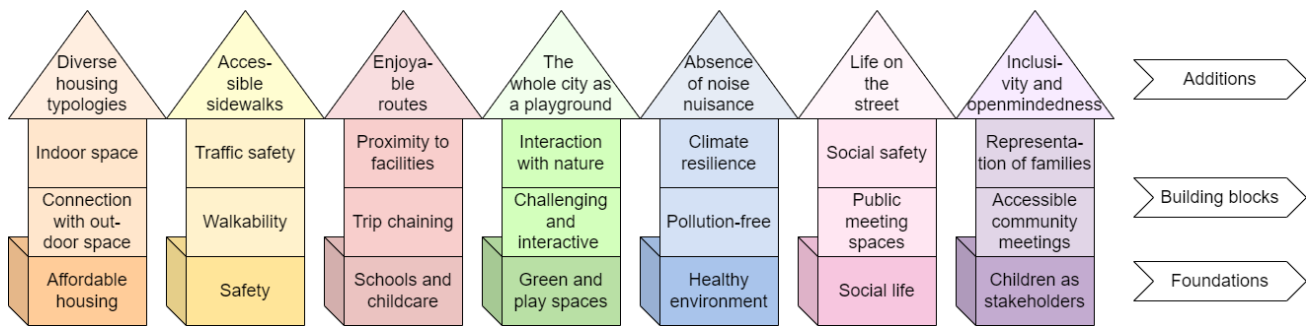 Diverse
housing
typologies
Acces-
sible
sidewalks
Enjoya-
ble
routes
The
whole city as
a playground
Absence
of noise
nuisance
Life on
the
street
Inclusi-
vity and
openmindedness
Additions
Indoor space
Traffic safety
Proximity to
facilities
Interaction
with nature
Climate
resilience
Social safety
Representa-
tion of families
Connection
with out-
door space
Walkability
Trip chaining
Challenging
and
interactive
Pollution-free
Public
meeting
spaces
Accessible
community
meetings
Building blocks
Affordable
housing
Safety
Schools and
childcare
Green and
play spaces
Healthy
environment
Social life
Children as
stakeholders
Foundations